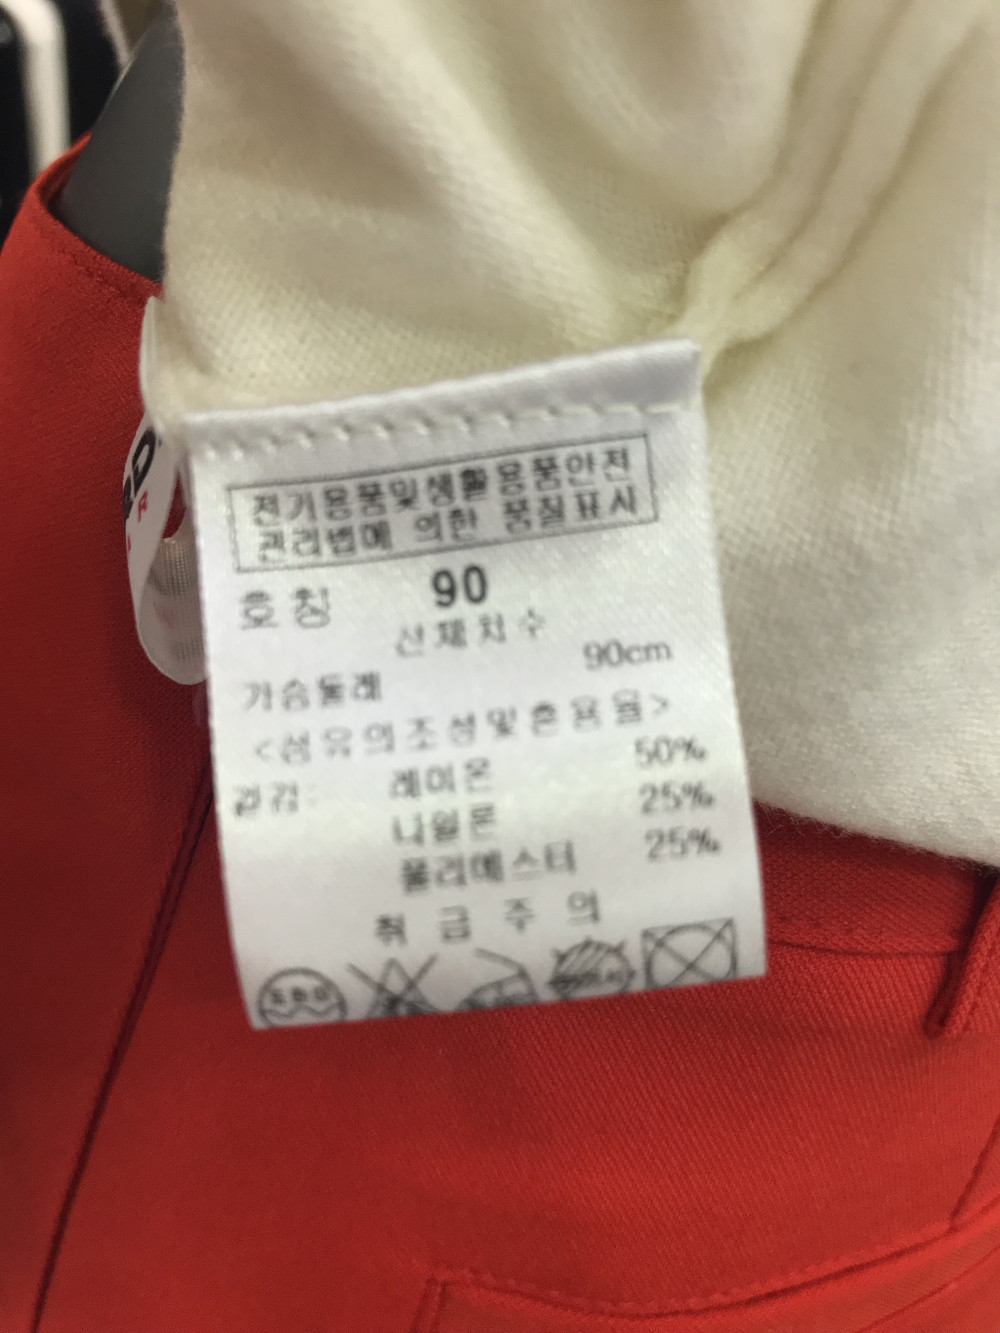 전기용품및생활용품안전
관리법에 의한 품질표시
호칭 90
신체치수
90cm
가슴둘레
<섬유의조성및혼용율>
겉감: 레이온 50%
나일론 25%
폴리에스터 25%
취급주의
D
R